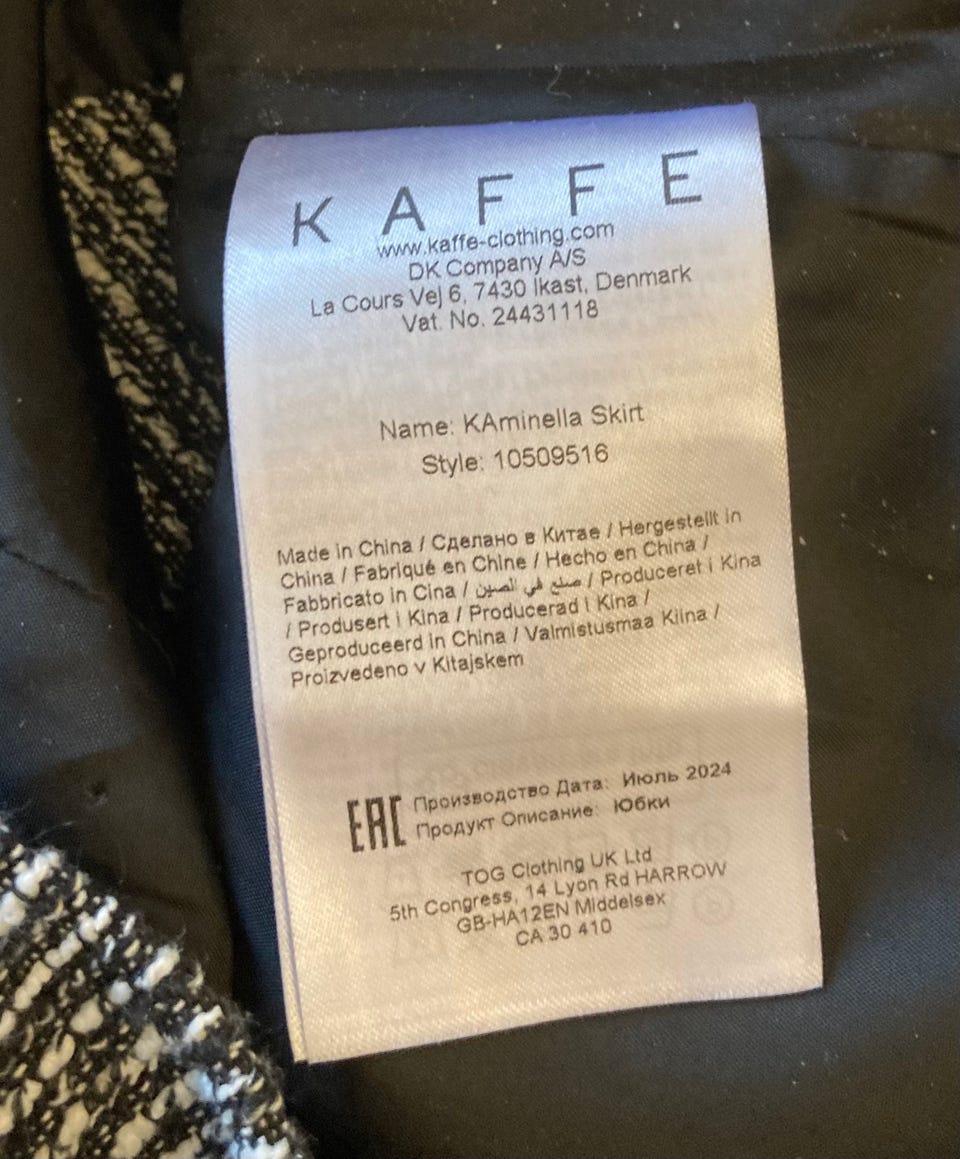 KAFFE
www.kaffe-clothing.com
DK Company A/S
La Cours Vej 6, 7430 Ikast, Denmark
Vat. No. 24431118
Name: KAminella Skirt
Style: 10509516
Made in China / Сделано в Китае / Hergestellt in
China / Fabriqué en Chine / Hecho en China /
Fabbricato in Cina / صنع في الصين / Produceret i Kina
/ Produsert i Kina / Producerad i Kina /
Geproduceerd in China / Valmistusmaa Kiina /
Proizvedeno v Kitajskem
EAC Производство Дата: Июль 2024
Продукт Описание: Юбки
TOG Clothing UK Ltd
5th Congress, 14 Lyon Rd HARROW
GB-HA12EN Middelsex
CA 30 410